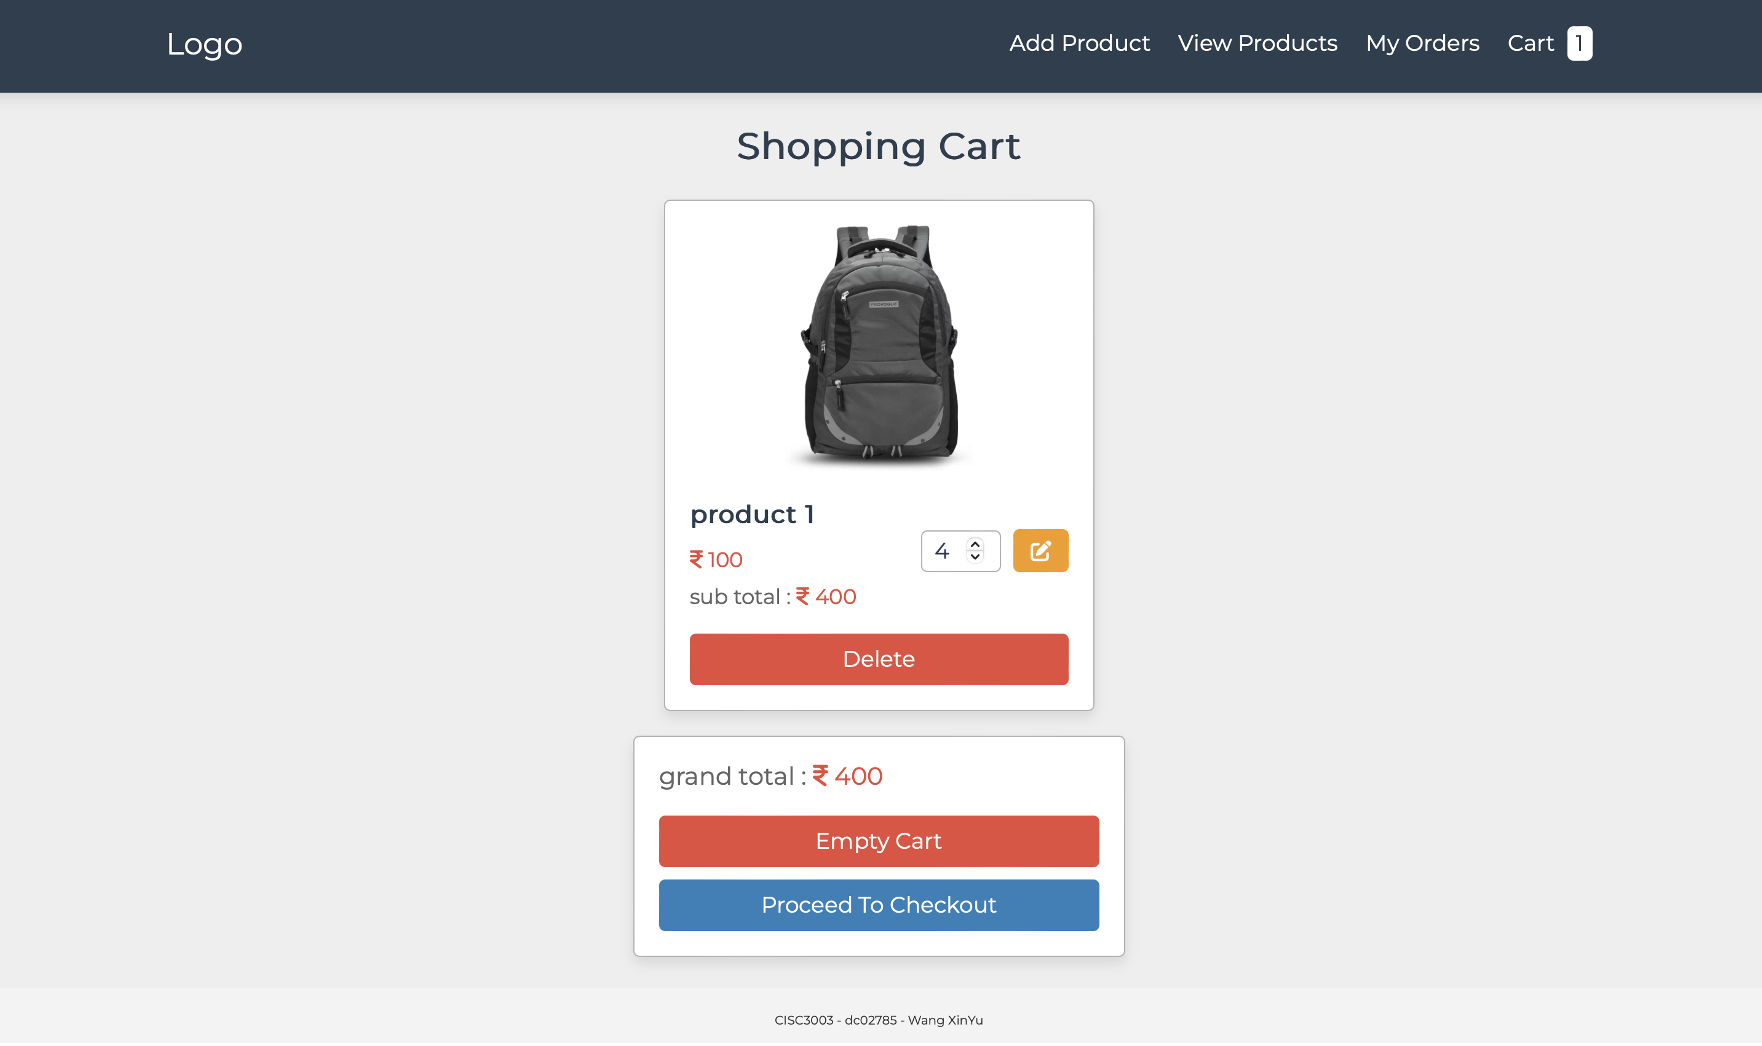 Logo
Add Product View Products My Orders Cart 1
Shopping Cart
product 1
₹ 100
4
sub total : ₹ 400
Delete
grand total : ₹ 400
Empty Cart
Proceed To Checkout
CISC3003 - dc02785 - Wang XinYu